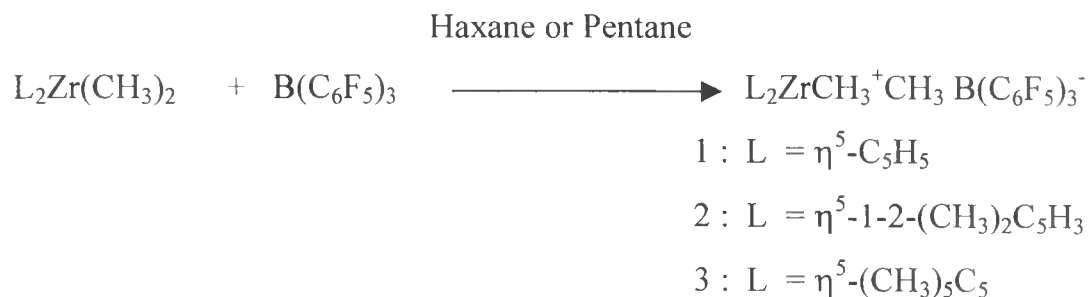 Haxane or Pentane
L₂Zr(CH₃)₂ + B(C₆F₅)₃ ⟶ L₂ZrCH₃⁺CH₃ B(C₆F₅)₃⁻
1 : L = η⁵-C₅H₅
2 : L = η⁵-1-2-(CH₃)₂C₅H₃
3 : L = η⁵-(CH₃)₅C₅